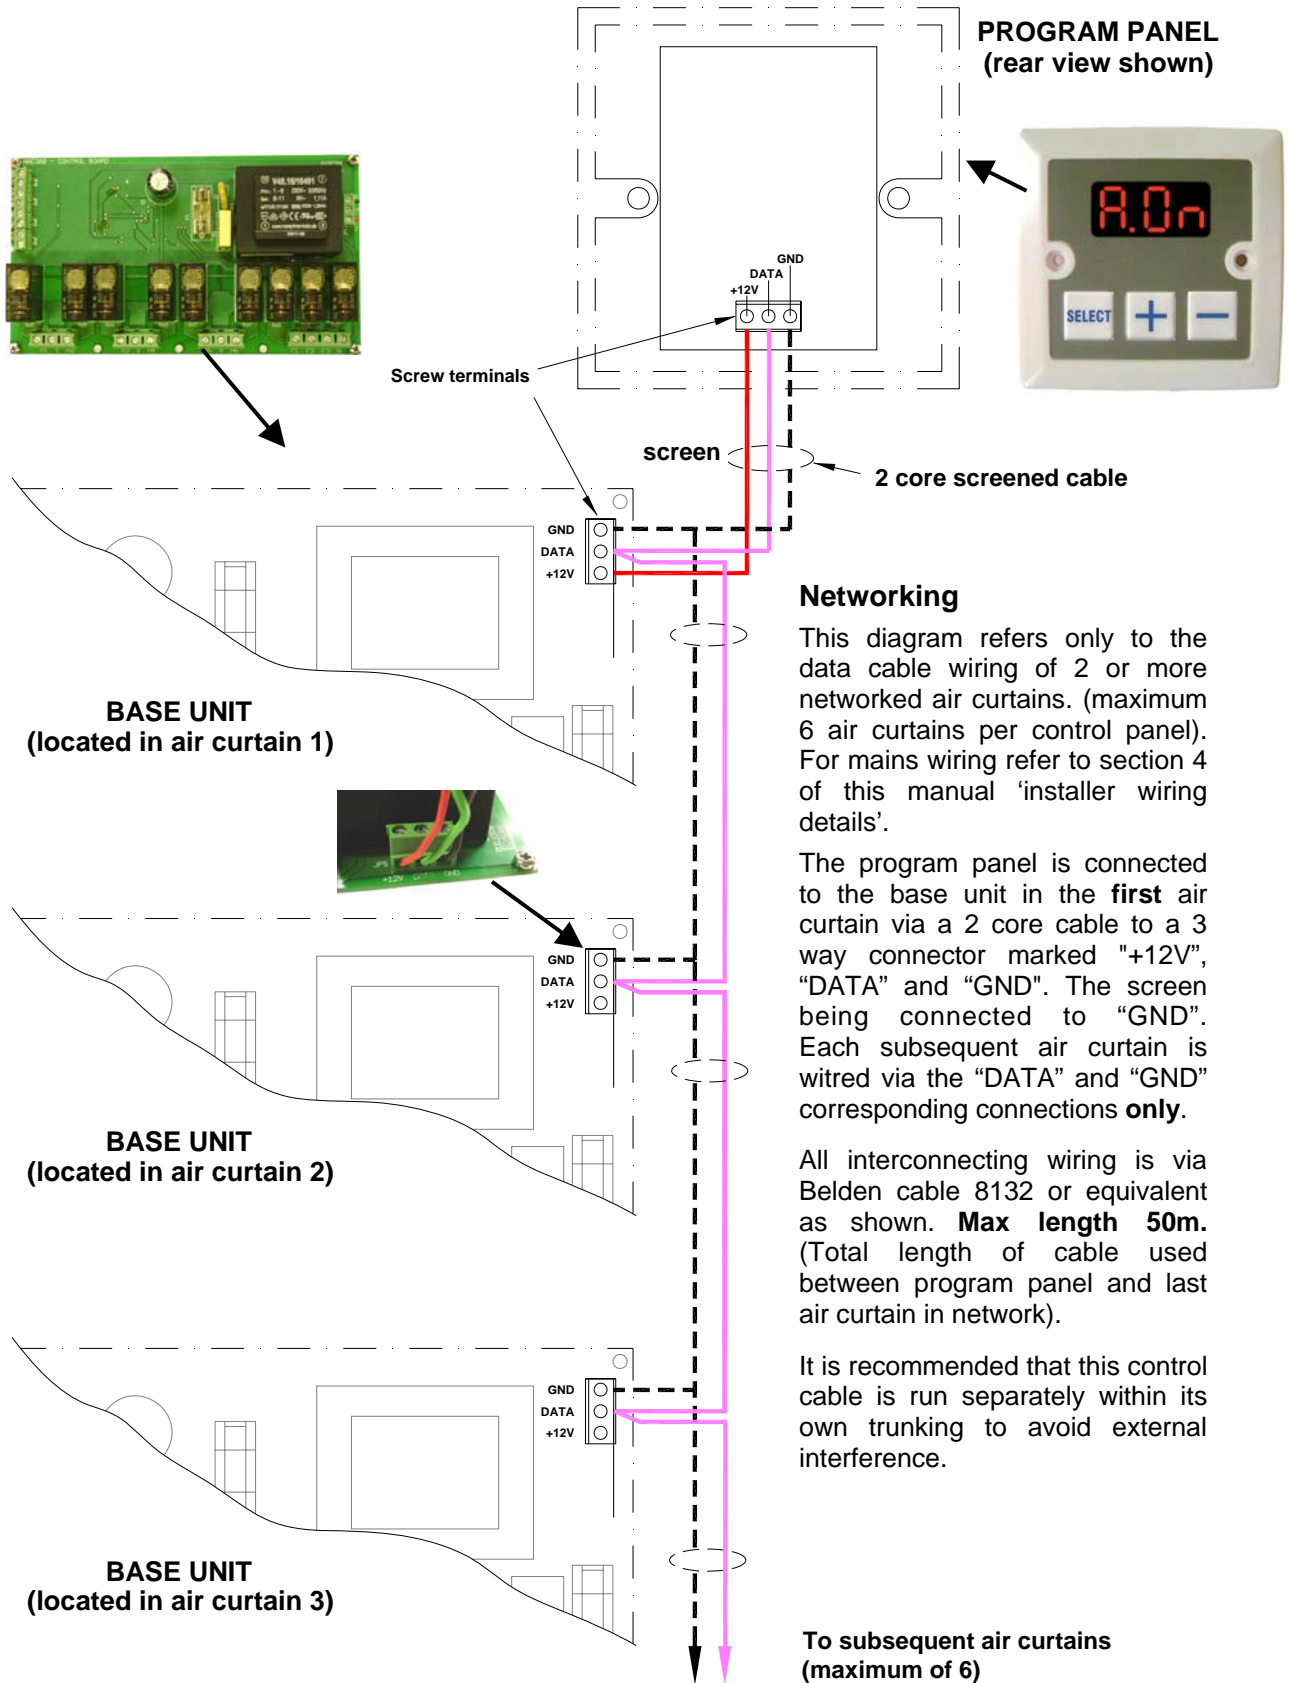 PROGRAM PANEL
(rear view shown)
CONTROL BOARD
A.On
SELECT
+
−
GND
DATA
+12V
Screw terminals
screen
2 core screened cable
GND
DATA
+12V
BASE UNIT
(located in air curtain 1)
Networking
This diagram refers only to the
data cable wiring of 2 or more
networked air curtains. (maximum
6 air curtains per control panel).
For mains wiring refer to section 4
of this manual ‘installer wiring
details’.
The program panel is connected
to the base unit in the first air
curtain via a 2 core cable to a 3
way connector marked "+12V”,
“DATA” and “GND". The screen
being connected to “GND”.
Each subsequent air curtain is
witred via the “DATA” and “GND”
corresponding connections only.
All interconnecting wiring is via
Belden cable 8132 or equivalent
as shown. Max length 50m.
(Total length of cable used
between program panel and last
air curtain in network).
It is recommended that this control
cable is run separately within its
own trunking to avoid external
interference.
JP5
+12V
GND
GND
DATA
+12V
BASE UNIT
(located in air curtain 2)
GND
DATA
+12V
BASE UNIT
(located in air curtain 3)
To subsequent air curtains
(maximum of 6)